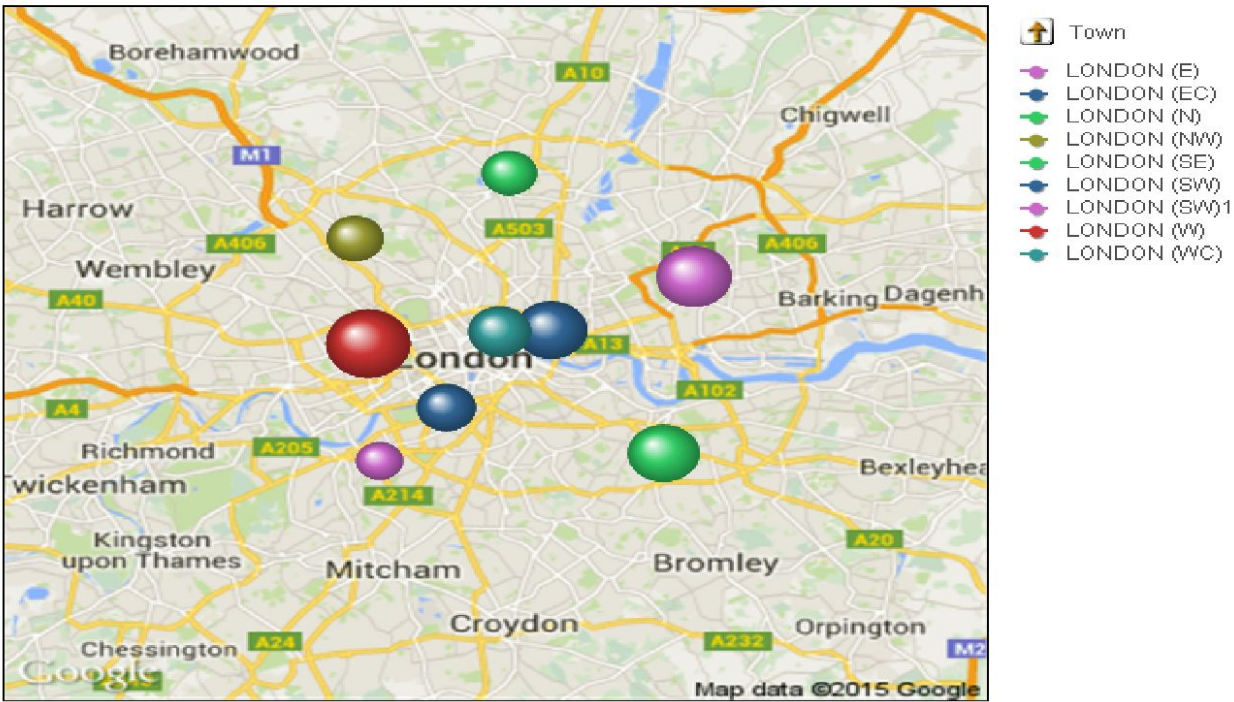 Borehamwood
A10
Chigwell
M1
Harrow
A406
A503
A406
Wembley
A40
Barking
Dagenh
A13
London
A102
A4
Richmond
A205
Bexleyhea
Twickenham
A214
Kingston
upon Thames
A20
Mitcham
Bromley
Croydon
Orpington
A24
A232
Chessington
M2
Google
Map data ©2015 Google
Town
LONDON (E)
LONDON (EC)
LONDON (N)
LONDON (NW)
LONDON (SE)
LONDON (SW)
LONDON (SW)1
LONDON (W)
LONDON (WC)